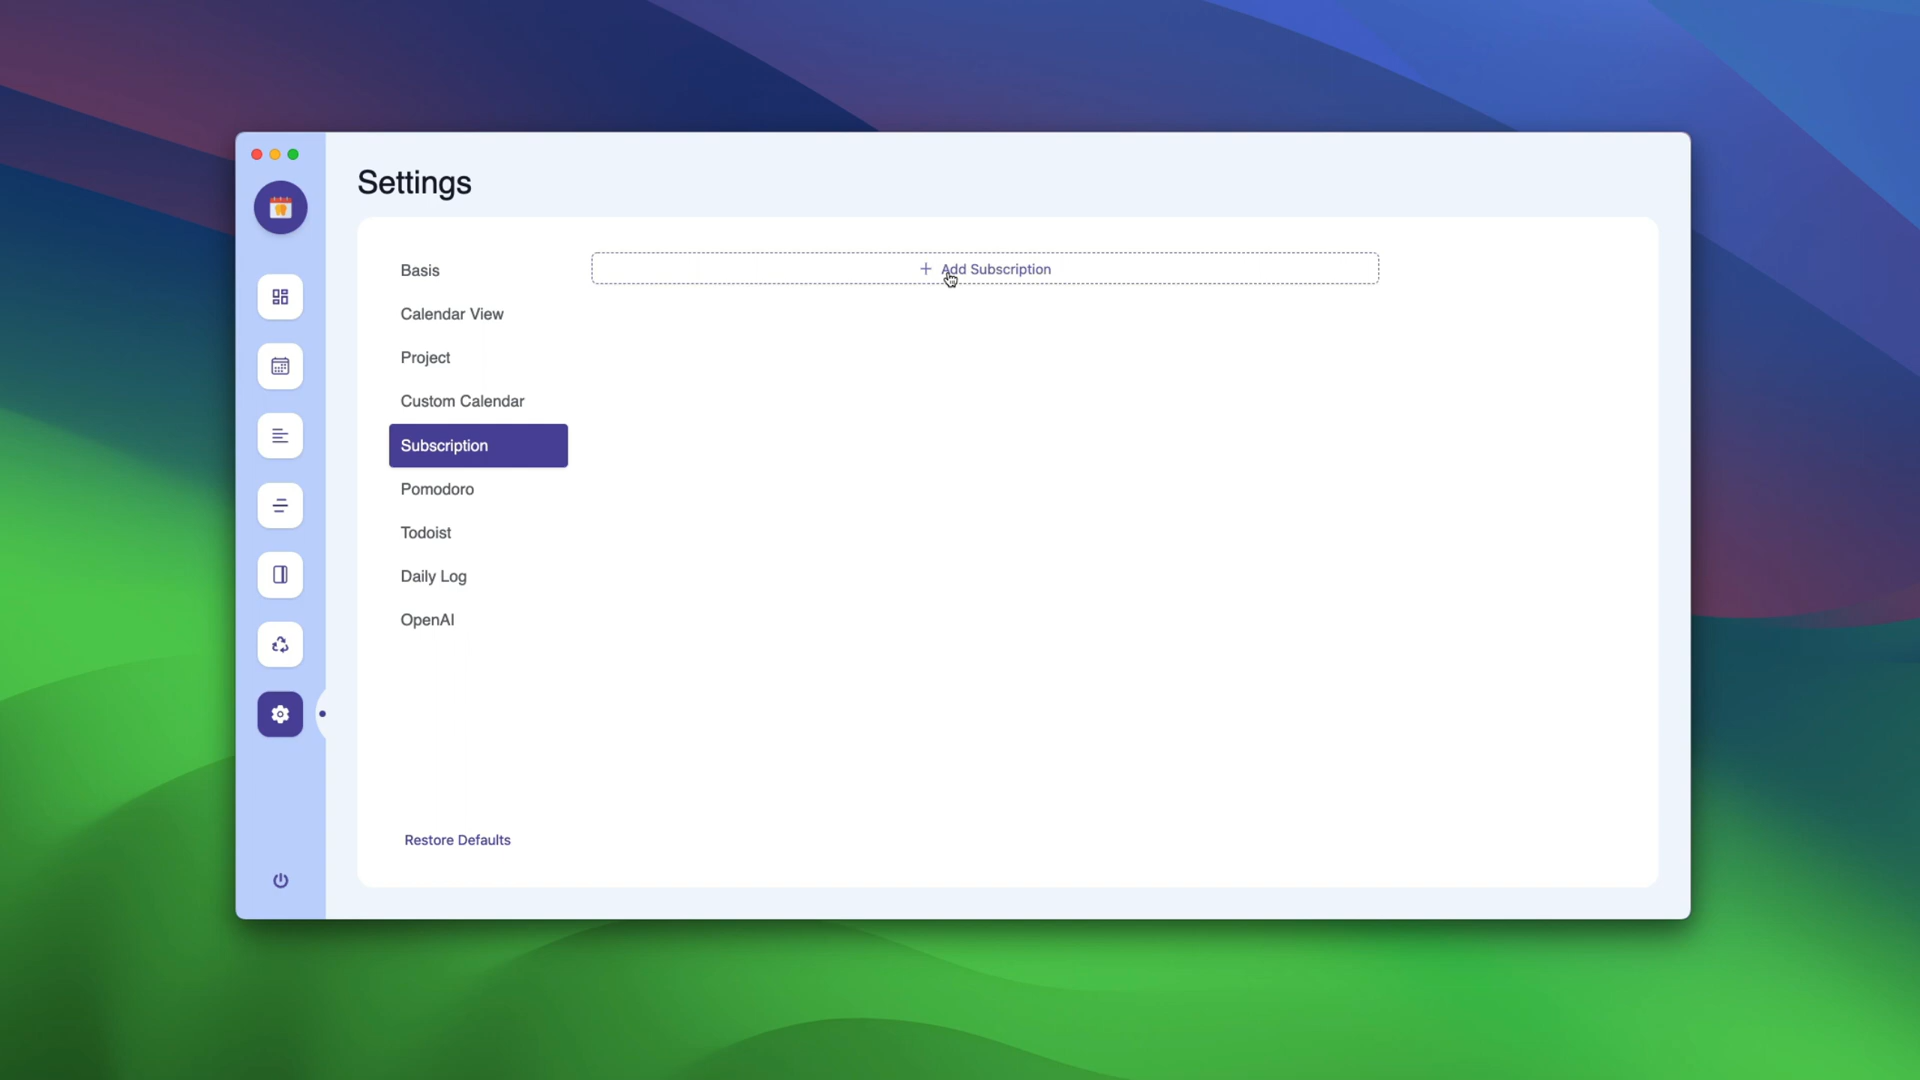 Settings
Basis
Add Subscription
Calendar View
Project
Custom Calendar
Subscription
Pomodoro
Todoist
Daily Log
OpenAI
Restore Defaults